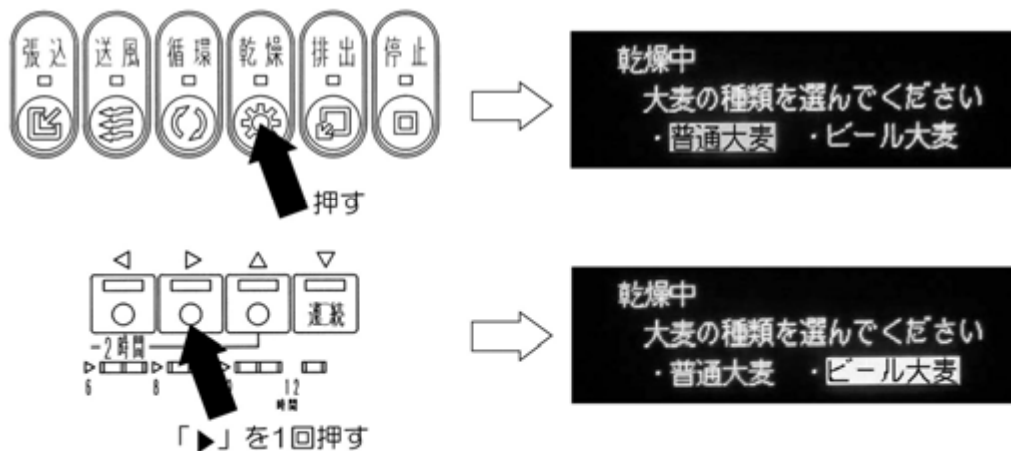 張込 送風 循環 乾燥 排出 停止
押す
乾燥中
大麦の種類を選んでください
・普通大麦 ・ビール大麦
◁ ▷ △ ▽
連続
-2時間
6 8 12
時間
「▶」を1回押す
乾燥中
大麦の種類を選んでください
・普通大麦 ・ビール大麦